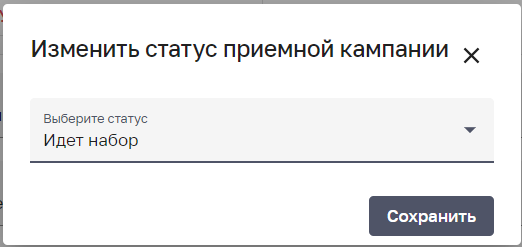 Изменить статус приемной кампании
Выберите статус
Идет набор
Сохранить